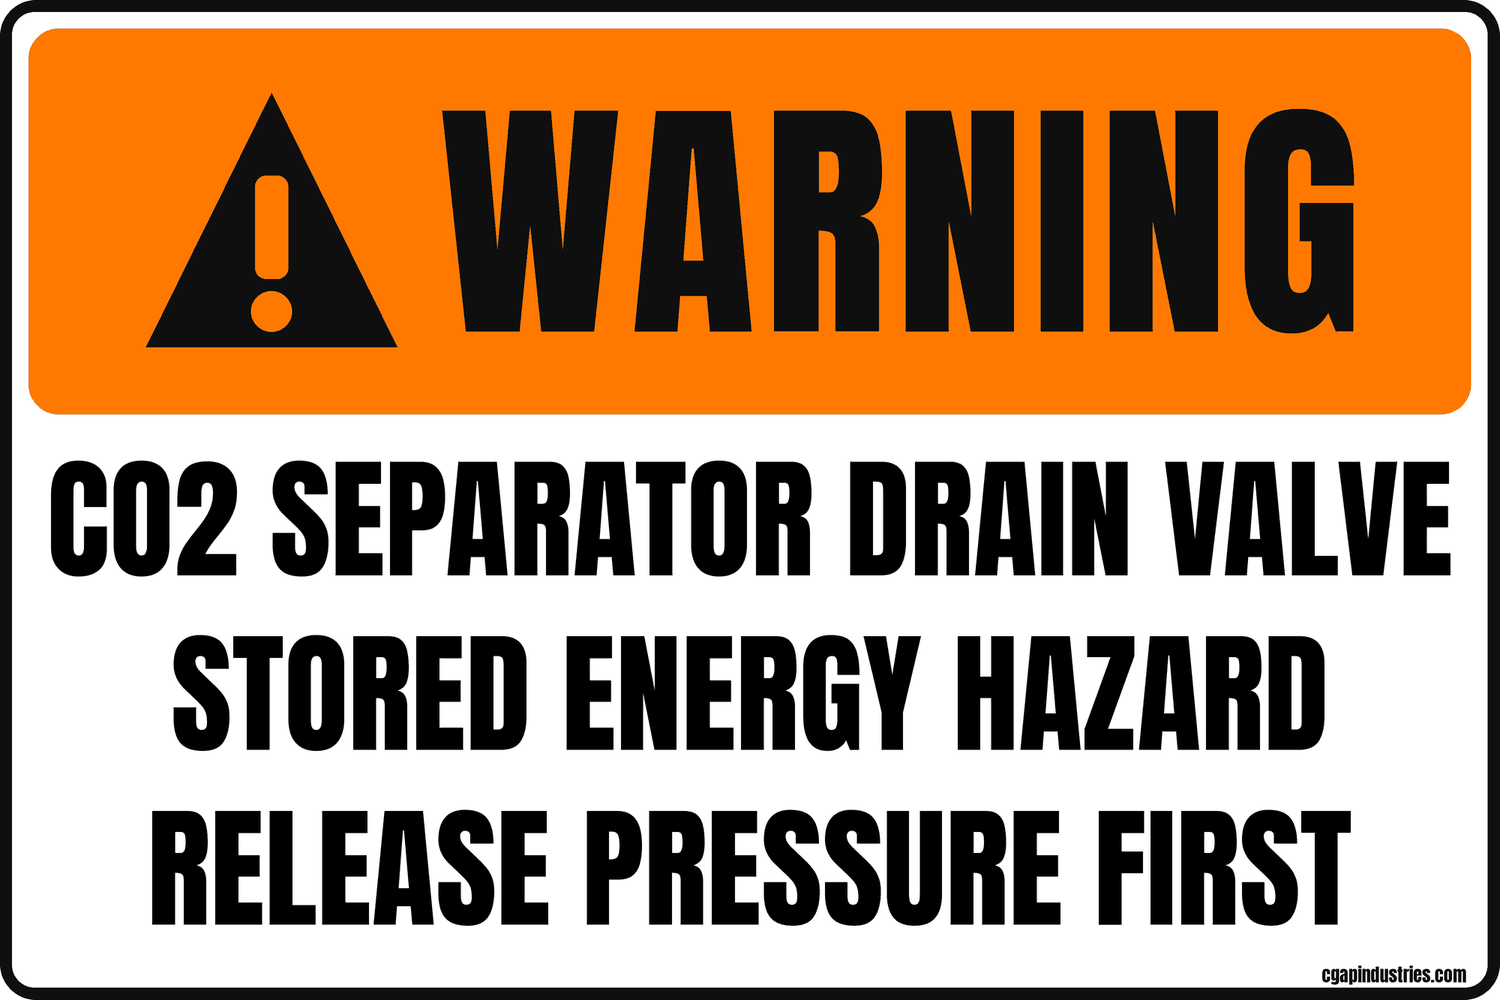 WARNING
CO2 SEPARATOR DRAIN VALVE
STORED ENERGY HAZARD
RELEASE PRESSURE FIRST
cgapindustries.com